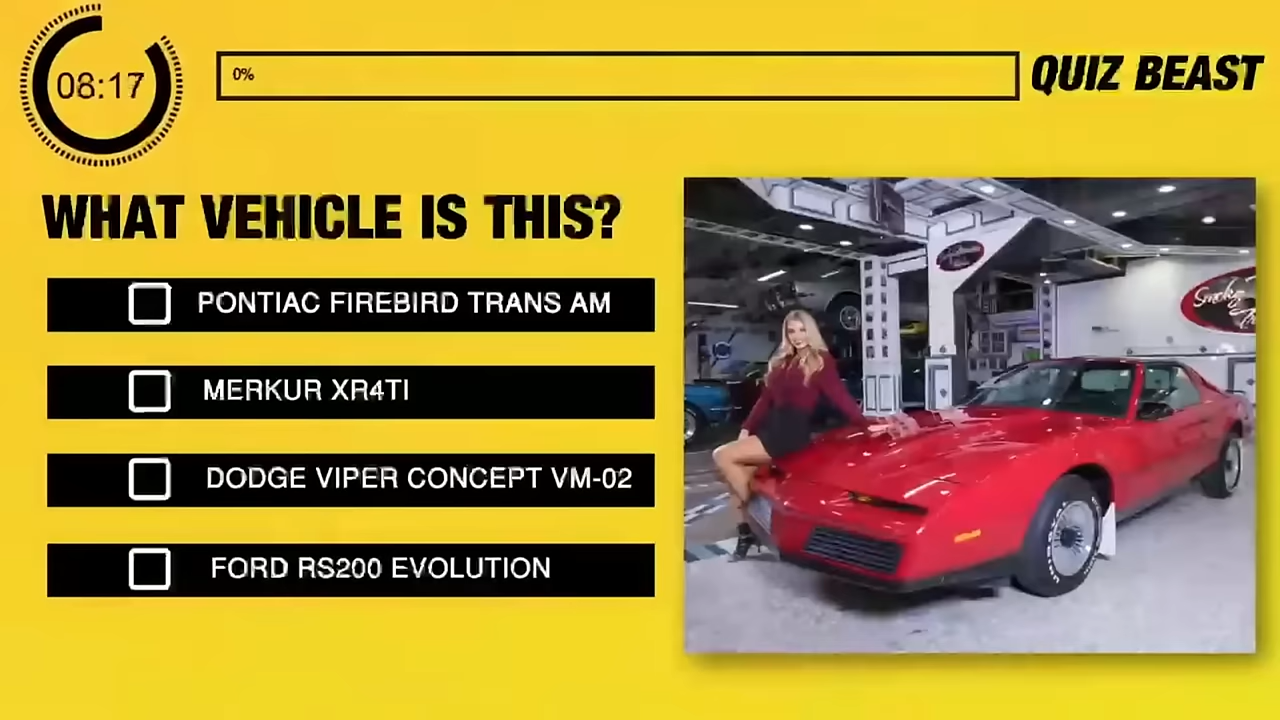 08:17
0%
QUIZ BEAST
WHAT VEHICLE IS THIS?
PONTIAC FIREBIRD TRANS AM
MERKUR XR4TI
DODGE VIPER CONCEPT VM-02
FORD RS200 EVOLUTION
Smoky